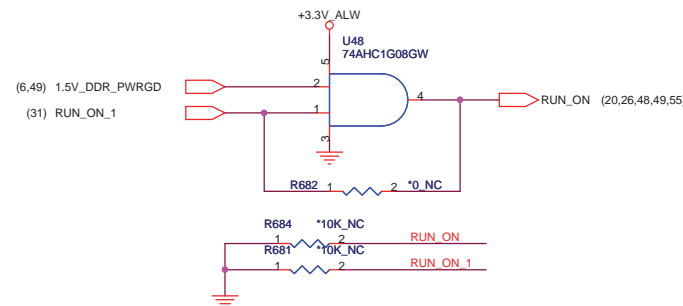 +3.3V_ALW
U48
74AHC1G08GW
5
(6,49) 1.5V_DDR_PWRGD 2
4 RUN_ON (20,26,48,49,55)
(31) RUN_ON_1 1
3
R682 1 2 *0_NC
R684 *10K_NC
1 2 RUN_ON
R681 *10K_NC
1 2 RUN_ON_1